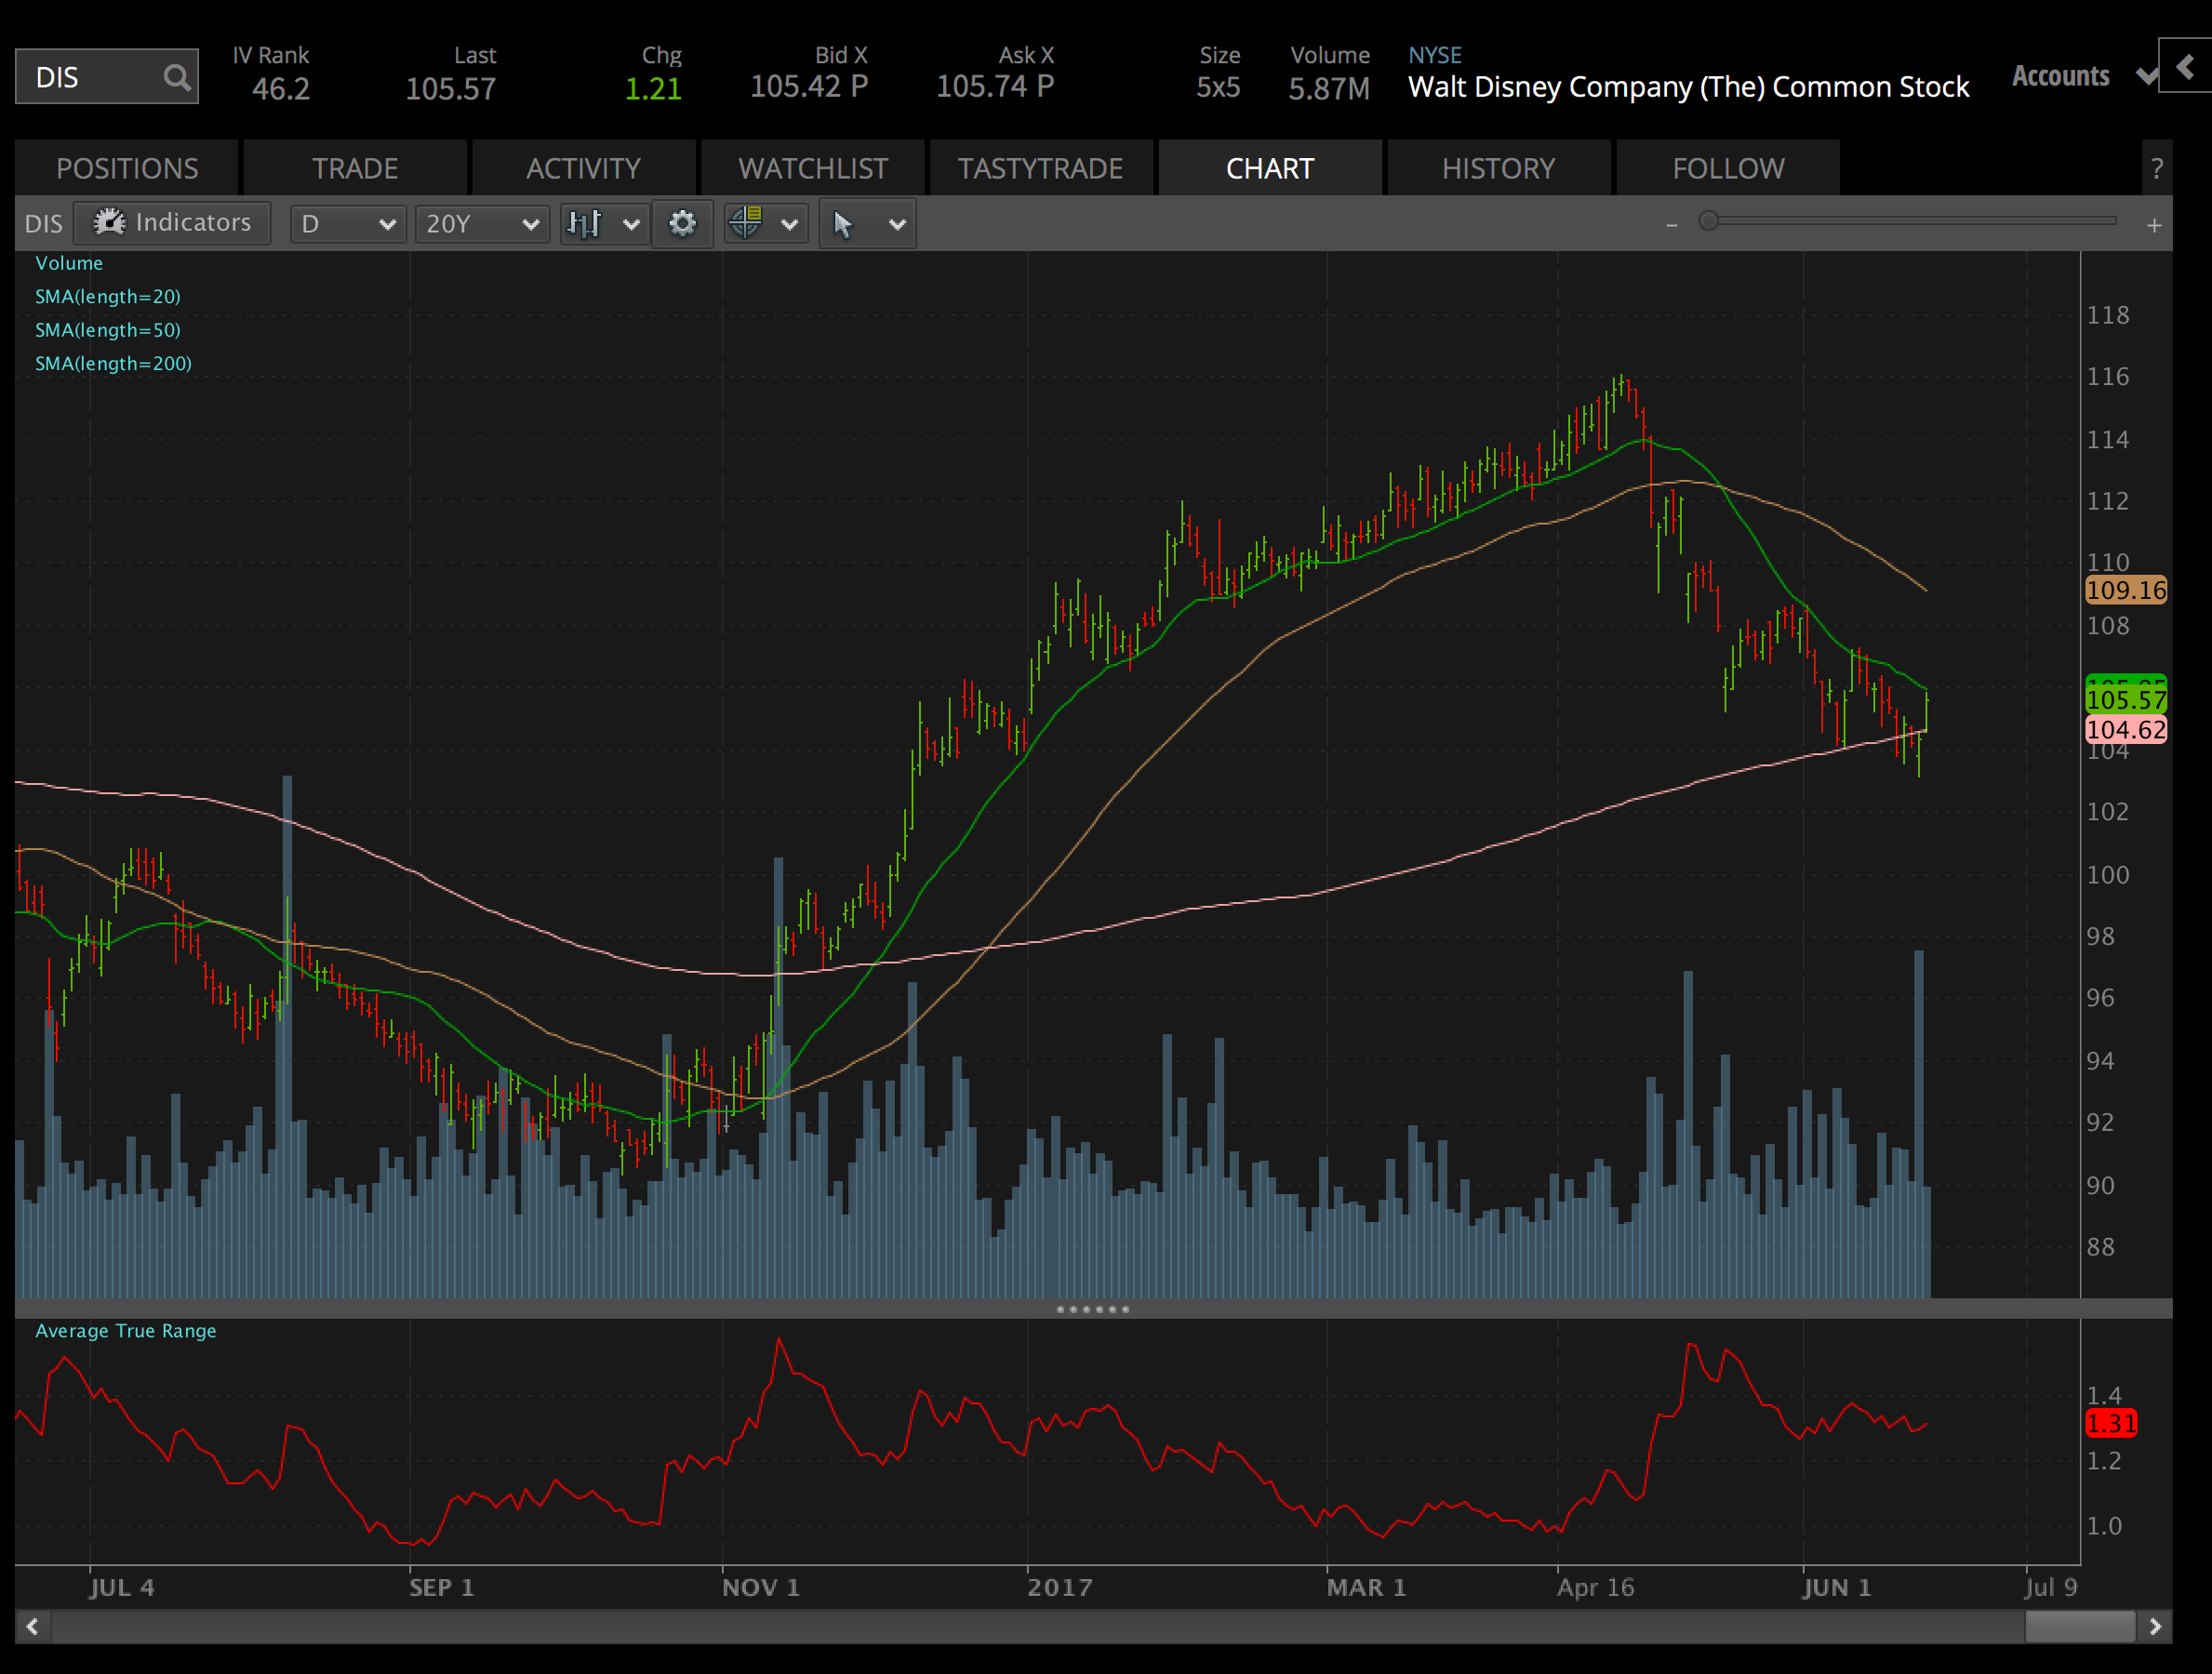 DIS
IV Rank Last Chg Bid X Ask X Size Volume NYSE
46.2 105.57 1.21 105.42 P 105.74 P 5x5 5.87M Walt Disney Company (The) Common Stock
Accounts
POSITIONS TRADE ACTIVITY WATCHLIST TASTYTRADE CHART HISTORY FOLLOW ?
DIS Indicators D 20Y - +
Volume
SMA(length=20)
SMA(length=50)
SMA(length=200)
118
116
114
112
110
109.16
108
105.57
104.62
104
102
100
98
96
94
92
90
88
Average True Range
1.4
1.31
1.2
1.0
JUL 4 SEP 1 NOV 1 2017 MAR 1 Apr 16 JUN 1 Jul 9